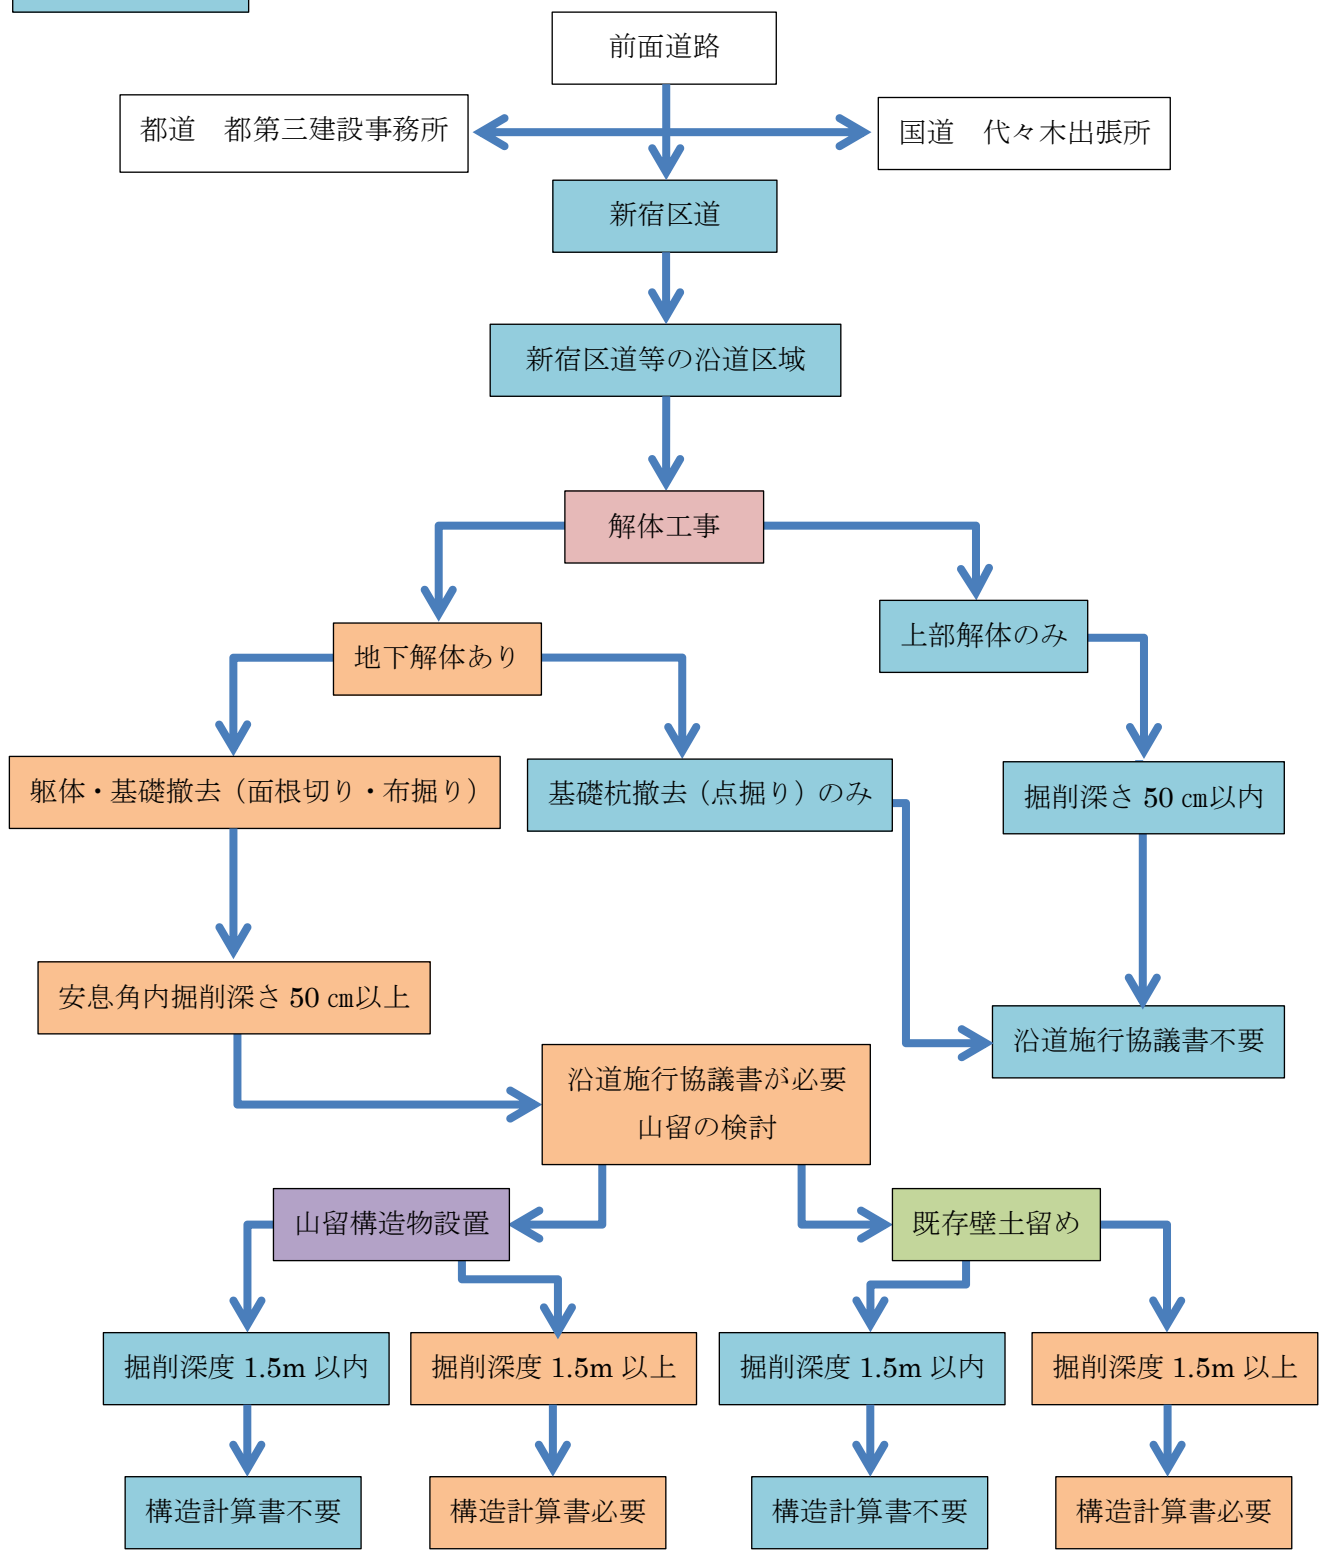 前面道路
都道　都第三建設事務所
国道　代々木出張所
新宿区道
新宿区道等の沿道区域
解体工事
上部解体のみ
地下解体あり
躯体・基礎撤去（面根切り・布掘り）
基礎杭撤去（点掘り）のみ
掘削深さ 50 ㎝以内
安息角内掘削深さ 50 ㎝以上
沿道施行協議書不要
沿道施行協議書が必要
山留の検討
山留構造物設置
既存壁土留め
掘削深度 1.5m 以内
掘削深度 1.5m 以上
掘削深度 1.5m 以内
掘削深度 1.5m 以上
構造計算書不要
構造計算書必要
構造計算書不要
構造計算書必要